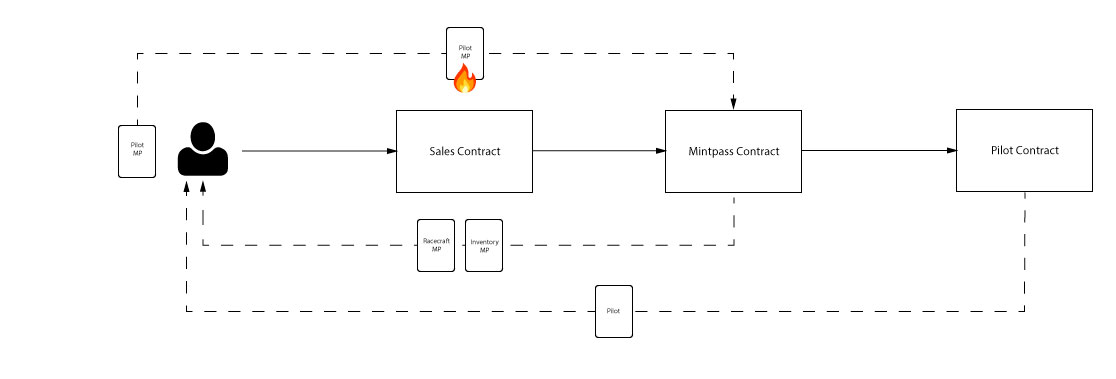 Pilot
MP
Pilot
MP
Sales Contract
Mintpass Contract
Pilot Contract
Racecraft
MP
Inventory
MP
Pilot